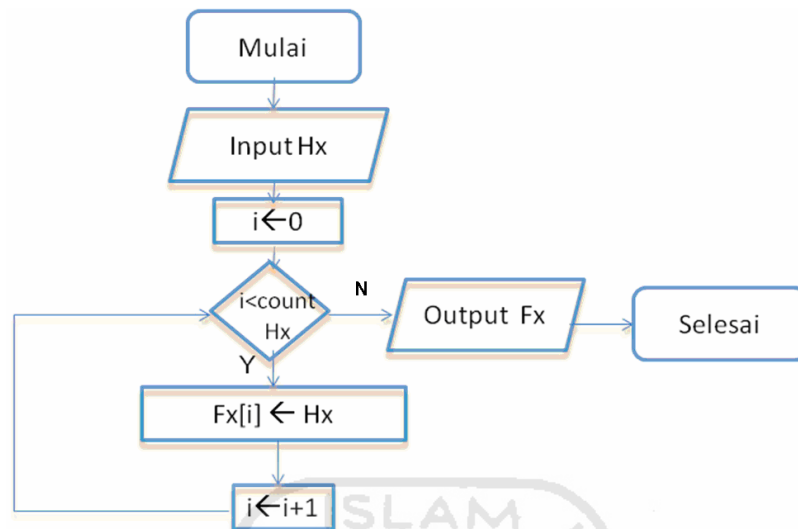 Mulai
Input Hx
i←0
i<count
Hx
N
Output Fx
Selesai
Y
Fx[i] ← Hx
i←i+1
SLAM